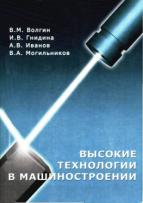 В.М. Волгин
И.В. Гнидина
А.В. Иванов
В.А. Могильников
ВЫСОКИЕ
ТЕХНОЛОГИИ
В МАШИНОСТРОЕНИИ